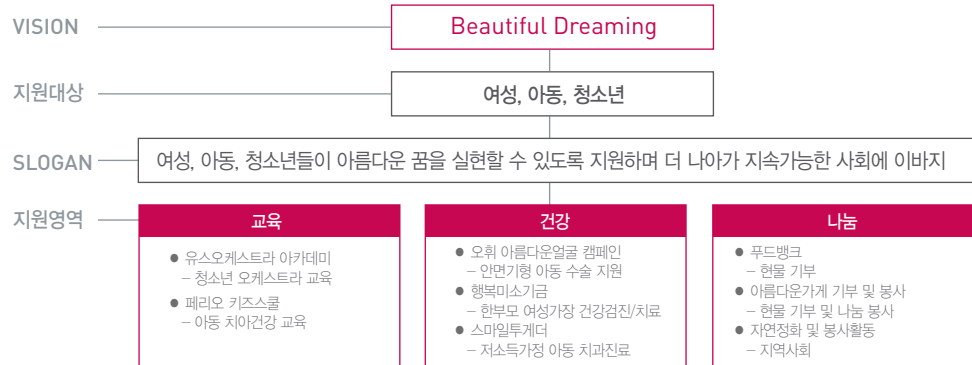 VISION
Beautiful Dreaming
지원대상
여성, 아동, 청소년
SLOGAN
여성, 아동, 청소년들이 아름다운 꿈을 실현할 수 있도록 지원하며 더 나아가 지속가능한 사회에 이바지
지원영역
교육
● 유스오케스트라 아카데미
– 청소년 오케스트라 교육
● 페리오 키즈스쿨
– 아동 치아건강 교육
건강
● 오휘 아름다운얼굴 캠페인
– 안면기형 아동 수술 지원
● 행복미소기금
– 한부모 여성가장 건강검진/치료
● 스마일투게더
– 저소득가정 아동 치과진료
나눔
● 푸드뱅크
– 현물 기부
● 아름다운가게 기부 및 봉사
– 현물 기부 및 나눔 봉사
● 자연정화 및 봉사활동
– 지역사회